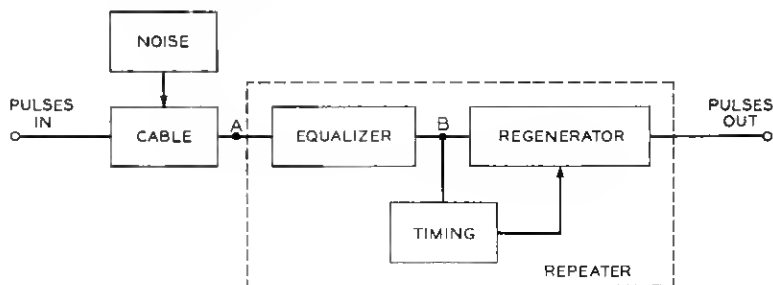 NOISE
PULSES
IN
CABLE
A
EQUALIZER
B
REGENERATOR
PULSES
OUT
TIMING
REPEATER